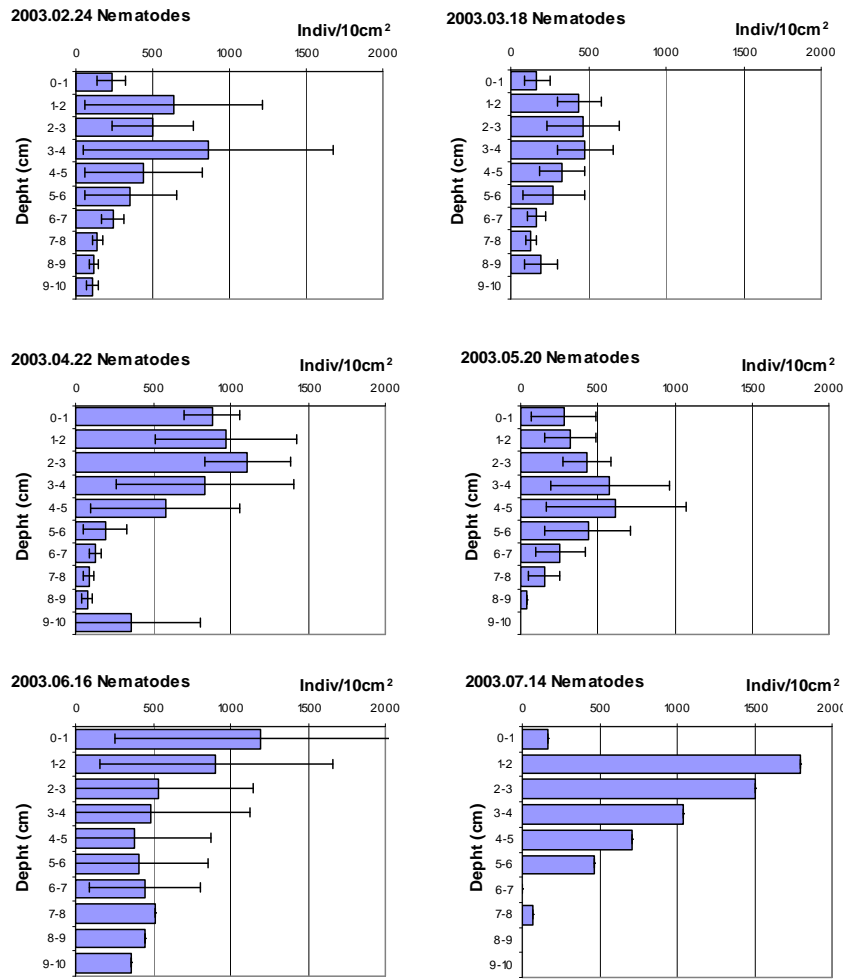 2003.02.24 Nematodes
Indiv/10cm²
0 500 1000 1500 2000
Depht (cm)
0-1
1-2
2-3
3-4
4-5
5-6
6-7
7-8
8-9
9-10
2003.03.18 Nematodes
Indiv/10cm²
0 500 1000 1500 2000
Depht (cm)
0-1
1-2
2-3
3-4
4-5
5-6
6-7
7-8
8-9
9-10
2003.04.22 Nematodes
Indiv/10cm²
0 500 1000 1500 2000
Depht (cm)
0-1
1-2
2-3
3-4
4-5
5-6
6-7
7-8
8-9
9-10
2003.05.20 Nematodes
Indiv/10cm²
0 500 1000 1500 2000
Depht (cm)
0-1
1-2
2-3
3-4
4-5
5-6
6-7
7-8
8-9
9-10
2003.06.16 Nematodes
Indiv/10cm²
0 500 1000 1500 2000
Depht (cm)
0-1
1-2
2-3
3-4
4-5
5-6
6-7
7-8
8-9
9-10
2003.07.14 Nematodes
Indiv/10cm²
0 500 1000 1500 2000
Depht (cm)
0-1
1-2
2-3
3-4
4-5
5-6
6-7
7-8
8-9
9-10